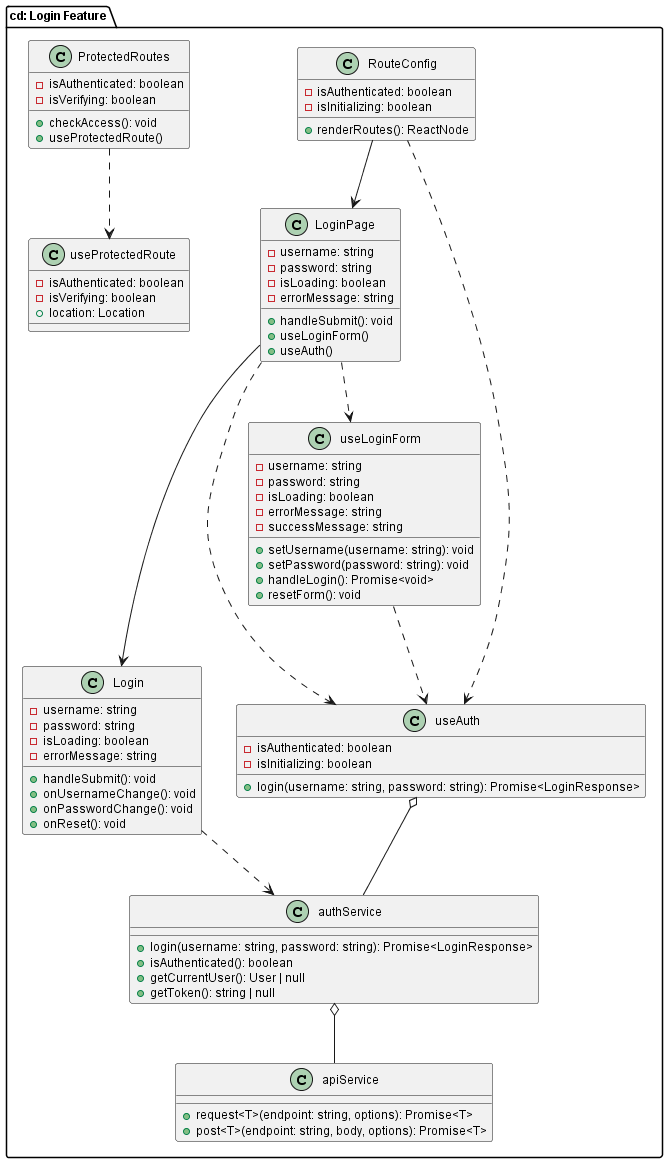 cd: Login Feature
C ProtectedRoutes
isAuthenticated: boolean
isVerifying: boolean
checkAccess(): void
useProtectedRoute()
C RouteConfig
isAuthenticated: boolean
isInitializing: boolean
renderRoutes(): ReactNode
C useProtectedRoute
isAuthenticated: boolean
isVerifying: boolean
location: Location
C LoginPage
username: string
password: string
isLoading: boolean
errorMessage: string
handleSubmit(): void
useLoginForm()
useAuth()
C useLoginForm
username: string
password: string
isLoading: boolean
errorMessage: string
successMessage: string
setUsername(username: string): void
setPassword(password: string): void
handleLogin(): Promise<void>
resetForm(): void
C Login
username: string
password: string
isLoading: boolean
errorMessage: string
handleSubmit(): void
onUsernameChange(): void
onPasswordChange(): void
onReset(): void
C useAuth
isAuthenticated: boolean
isInitializing: boolean
login(username: string, password: string): Promise<LoginResponse>
C authService
login(username: string, password: string): Promise<LoginResponse>
isAuthenticated(): boolean
getCurrentUser(): User | null
getToken(): string | null
C apiService
request<T>(endpoint: string, options): Promise<T>
post<T>(endpoint: string, body, options): Promise<T>